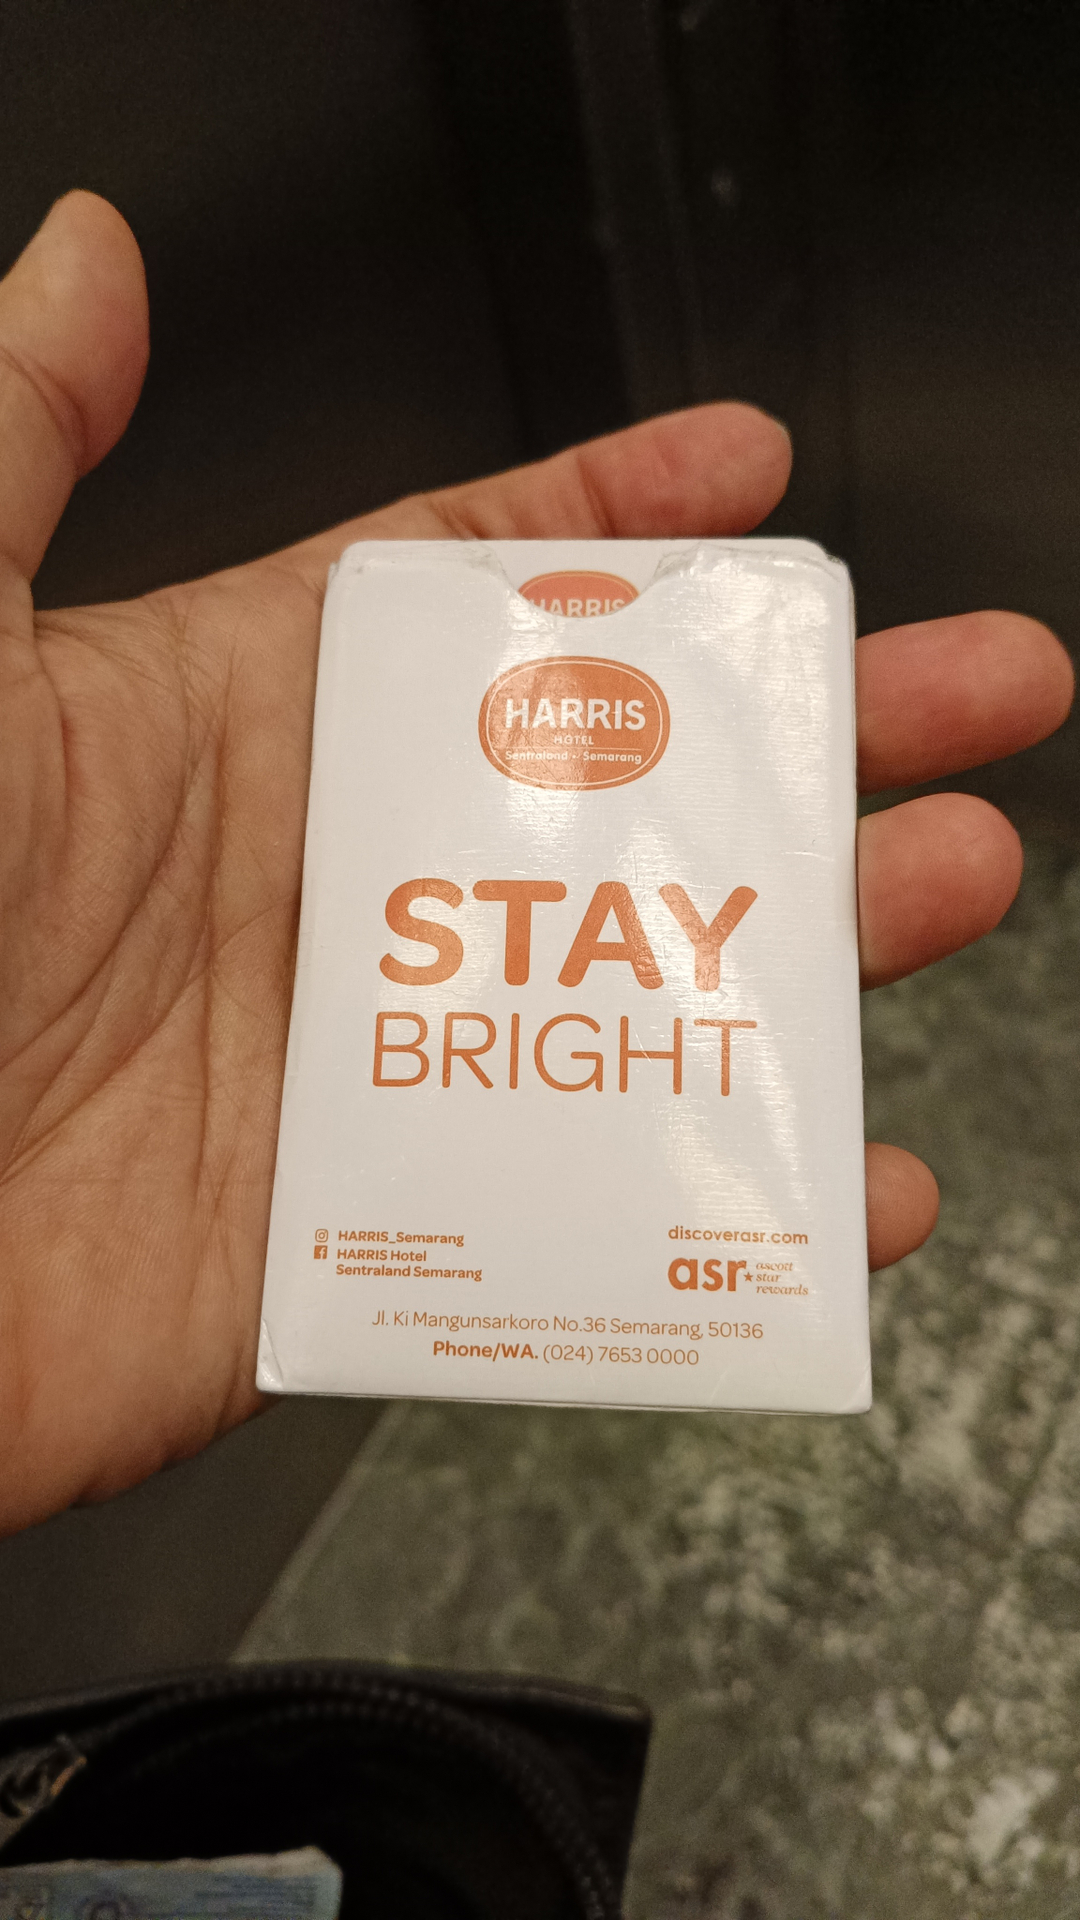 HARRIS
HARRIS
HOTEL
Sentraland - Semarang
STAY
BRIGHT
HARRIS_Semarang
HARRIS Hotel
Sentraland Semarang
discoverasr.com
asr ascott
star
rewards
Jl. Ki Mangunsarkoro No.36 Semarang, 50136
Phone/WA. (024) 7653 0000